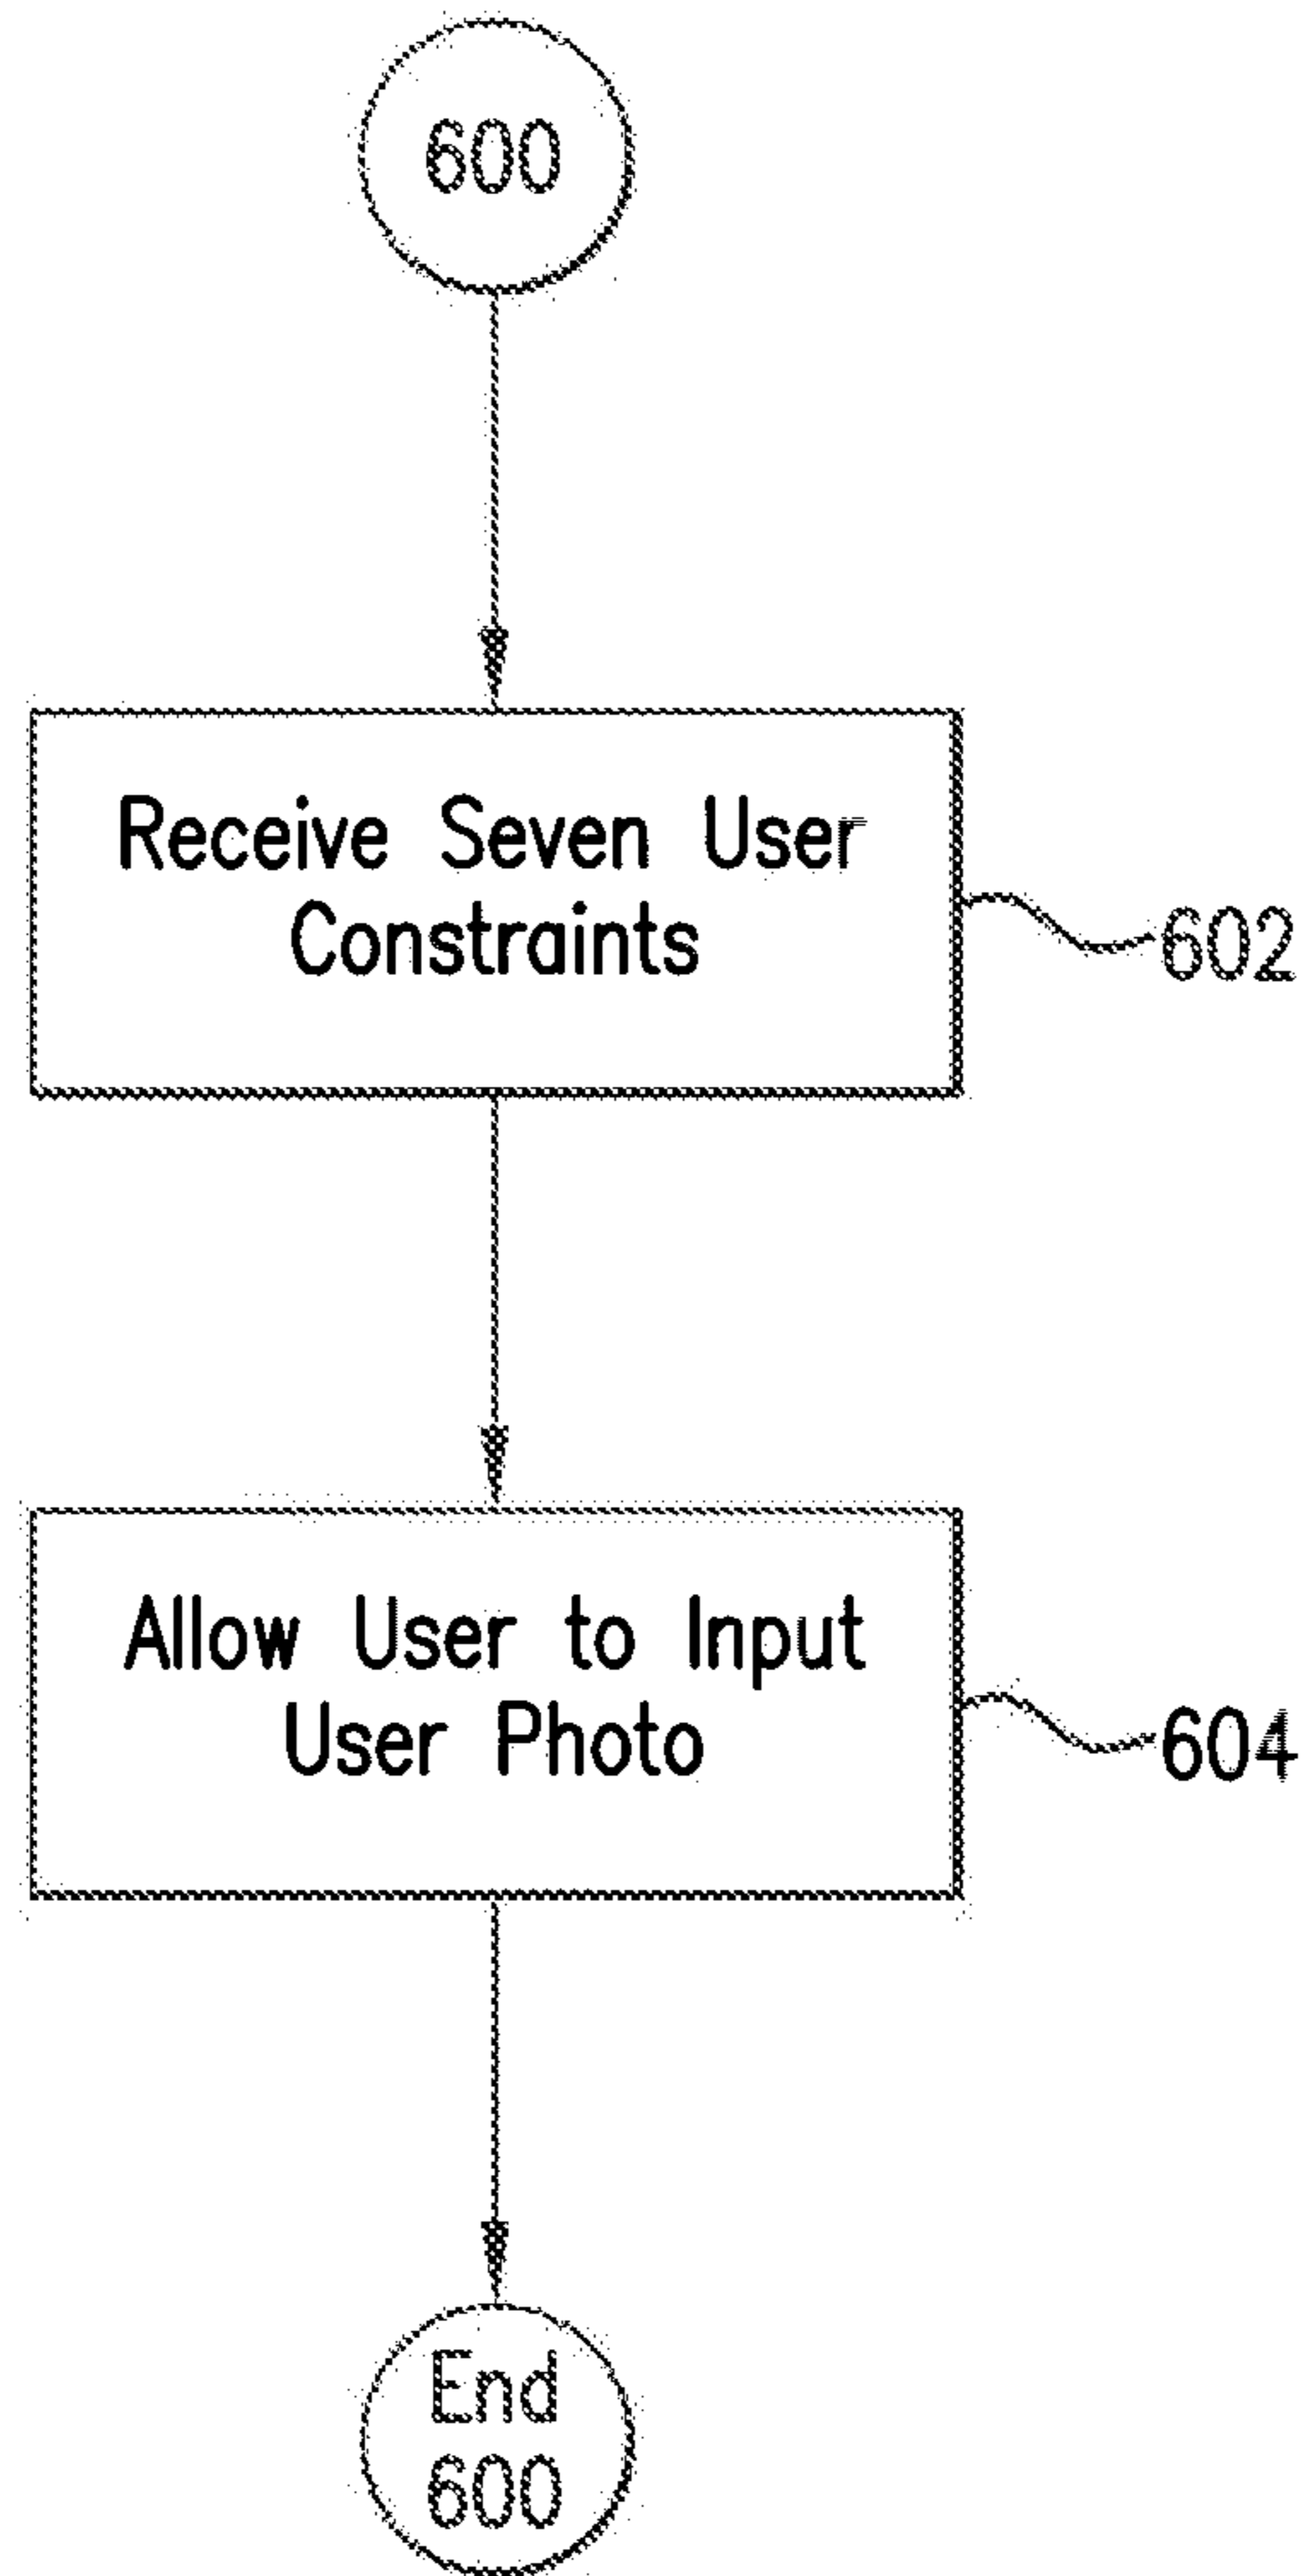 600
Receive Seven User
Constraints
602
Allow User to Input
User Photo
604
End
600